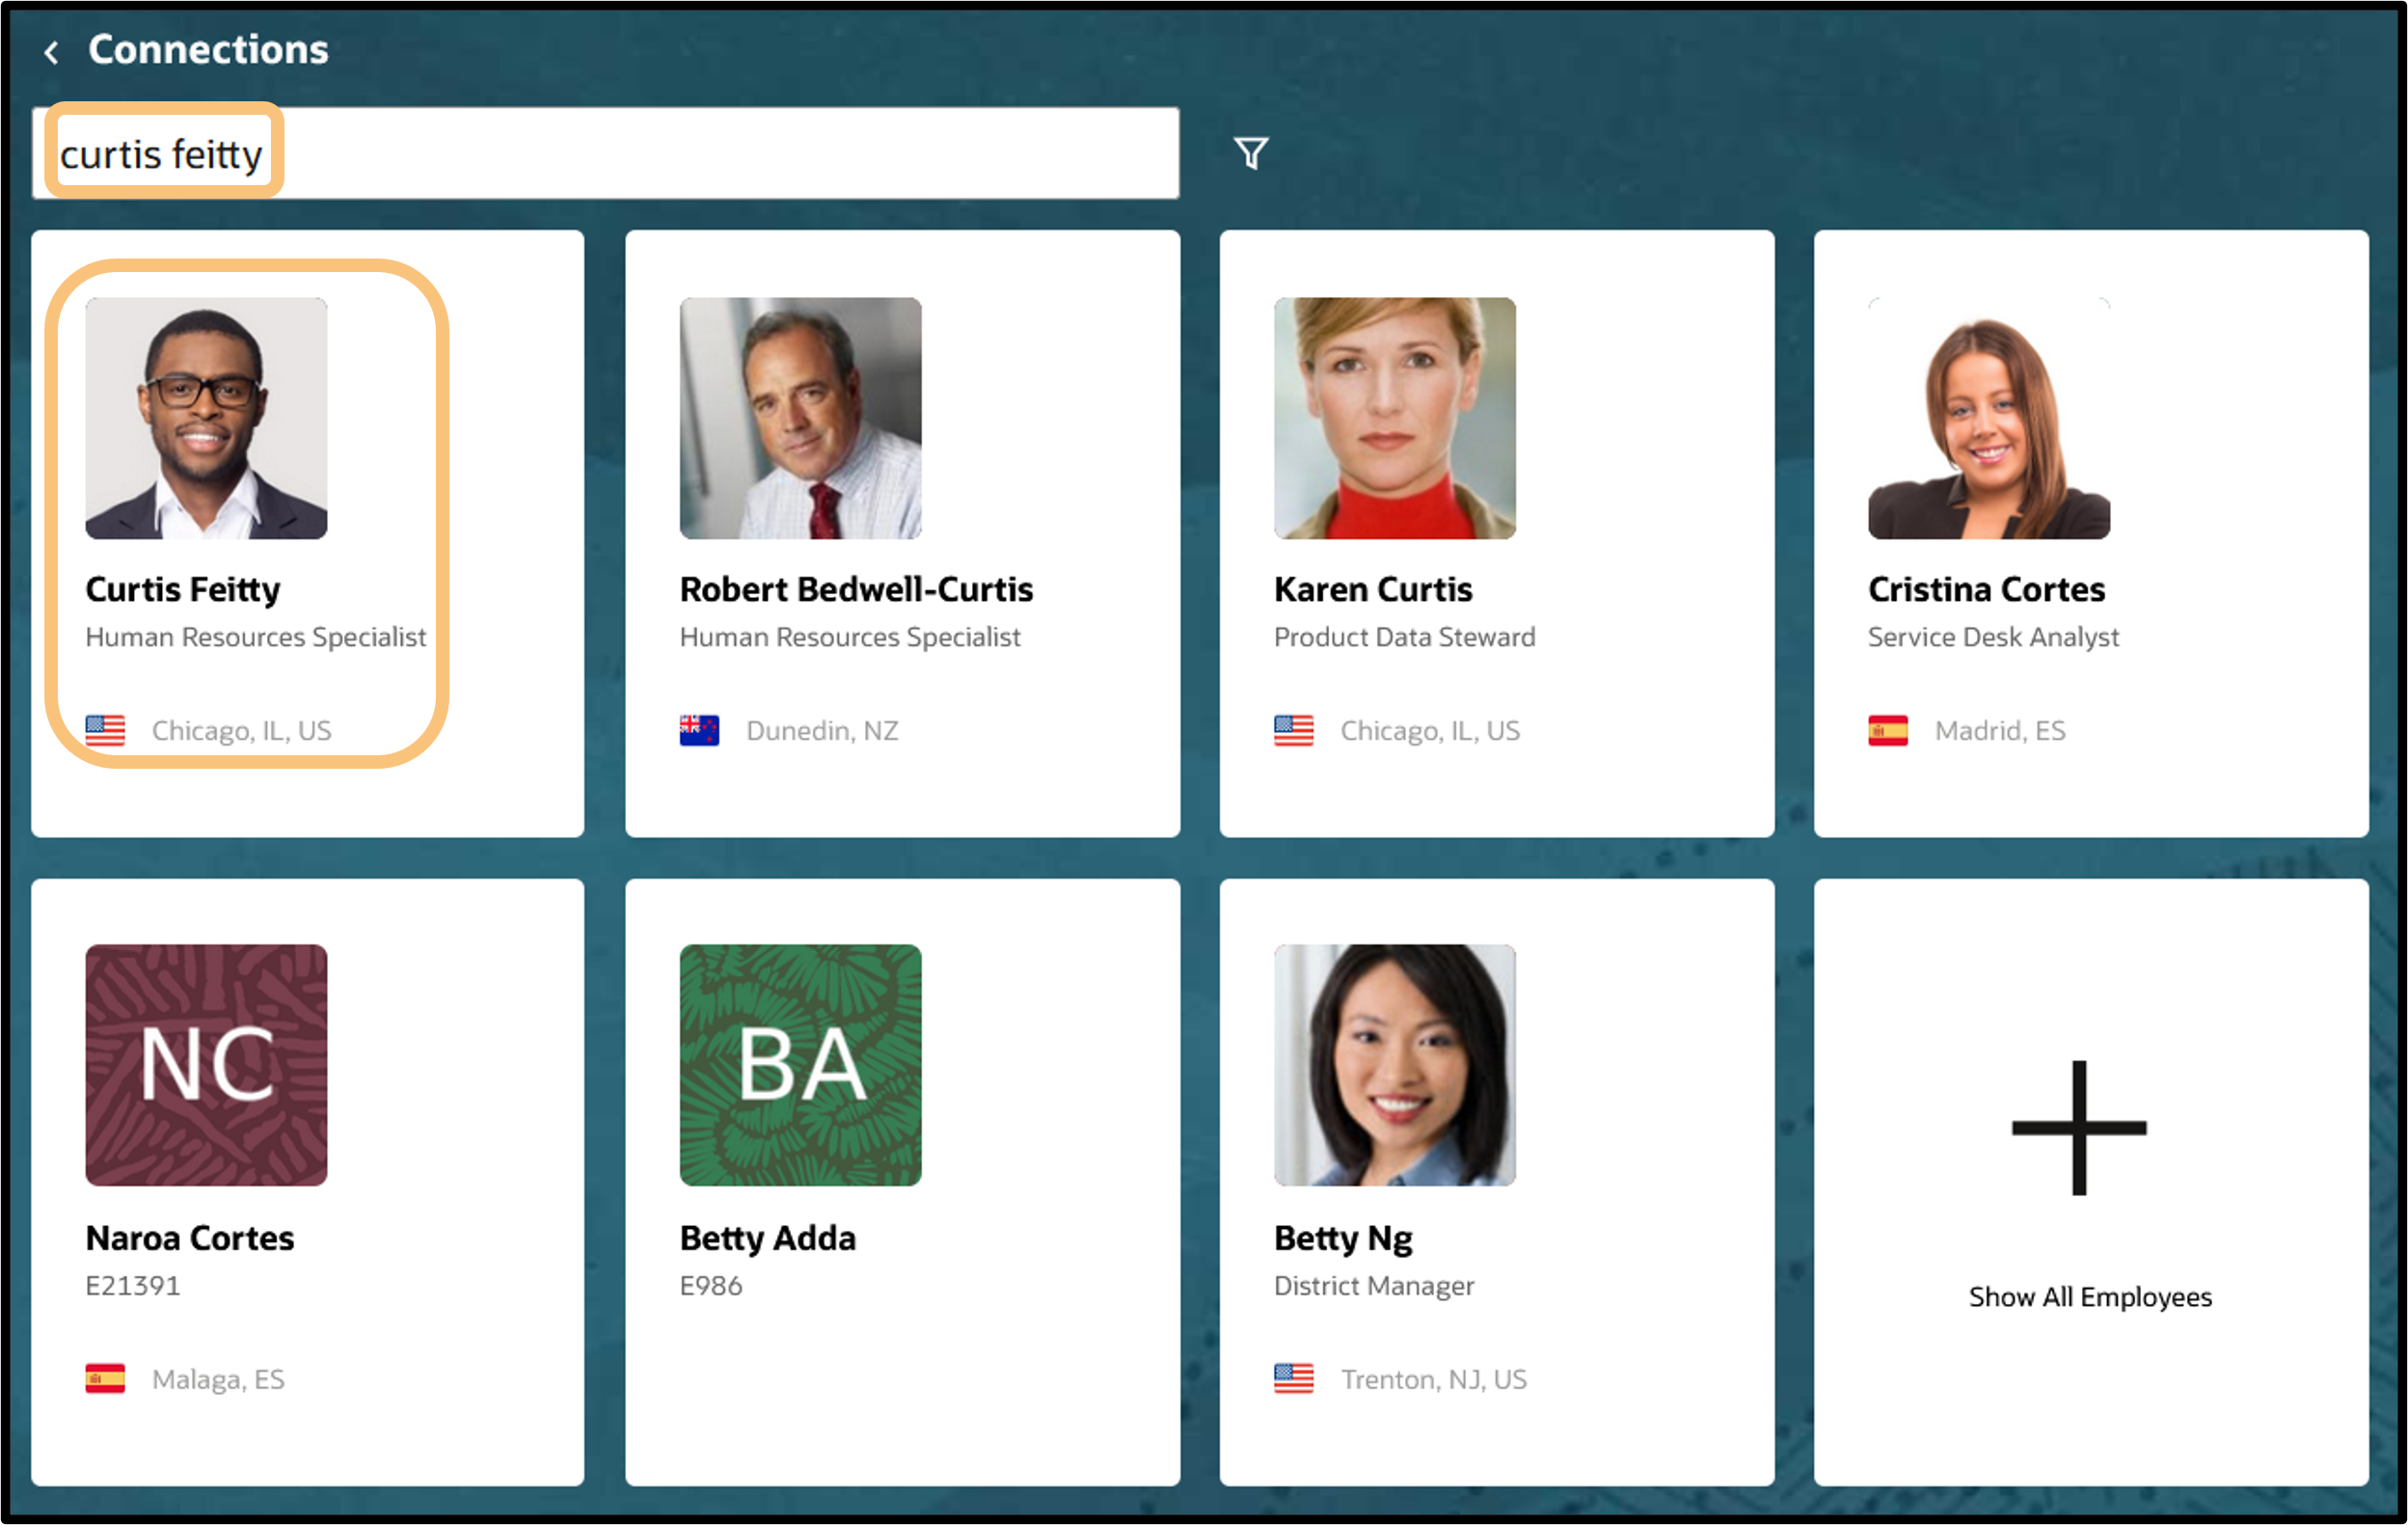 Connections
curtis feitty
Curtis Feitty
Human Resources Specialist
Chicago, IL, US
Robert Bedwell-Curtis
Human Resources Specialist
Dunedin, NZ
Karen Curtis
Product Data Steward
Chicago, IL, US
Cristina Cortes
Service Desk Analyst
Madrid, ES
NC
Naroa Cortes
E21391
Malaga, ES
BA
Betty Adda
E986
Betty Ng
District Manager
Trenton, NJ, US
Show All Employees